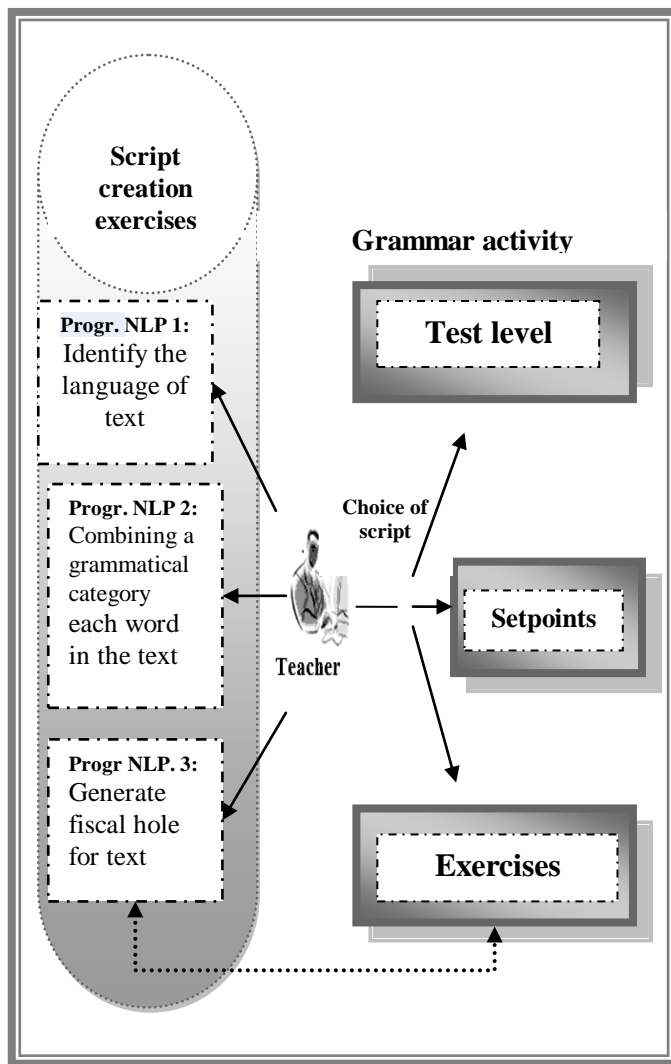 Script
creation
exercises
Grammar activity
Progr. NLP 1:
Identify the
language of
text
Test level
Progr. NLP 2:
Combining a
grammatical
category
each word
in the text
Choice of
script
Teacher
Setpoints
Progr NLP. 3:
Generate
fiscal hole
for text
Exercises